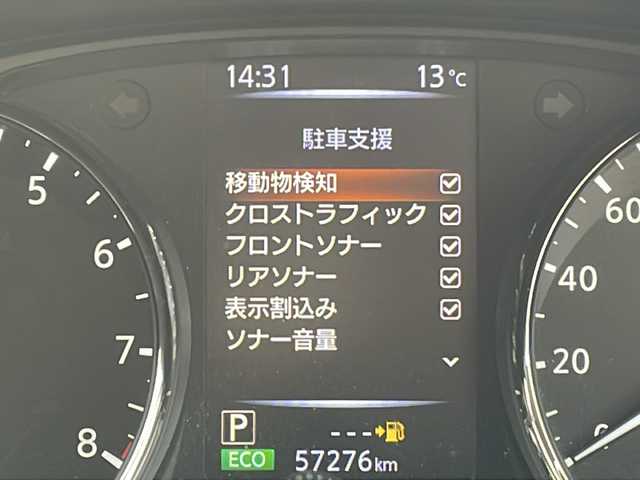 14:31 13℃
駐車支援
移動物検知
クロストラフィック
フロントソナー
リアソナー
表示割込み
ソナー音量
P ---
ECO 57276km
5
6
7
8
60
40
20
0